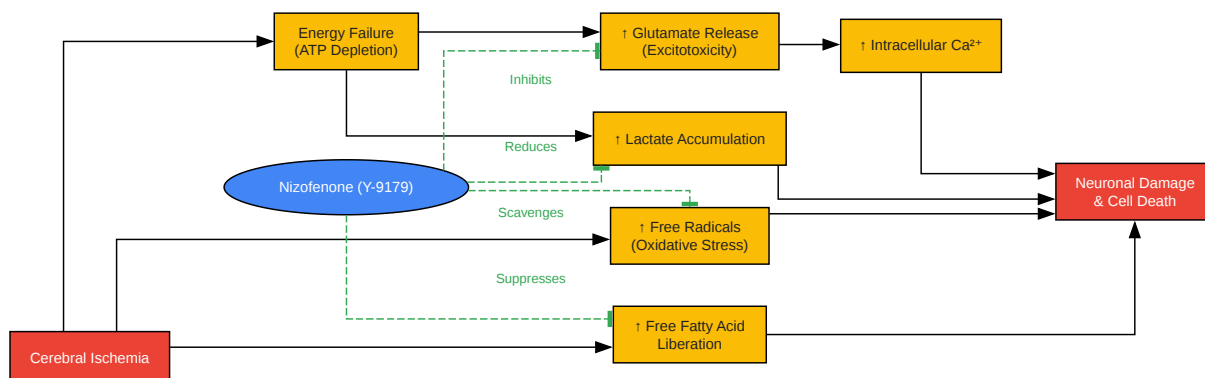 Energy Failure
(ATP Depletion)
↑ Glutamate Release
(Excitotoxicity)
↑ Intracellular Ca²⁺
Inhibits
↑ Lactate Accumulation
Reduces
Nizofenone (Y-9179)
Neuronal Damage
& Cell Death
Scavenges
↑ Free Radicals
(Oxidative Stress)
Suppresses
↑ Free Fatty Acid
Liberation
Cerebral Ischemia